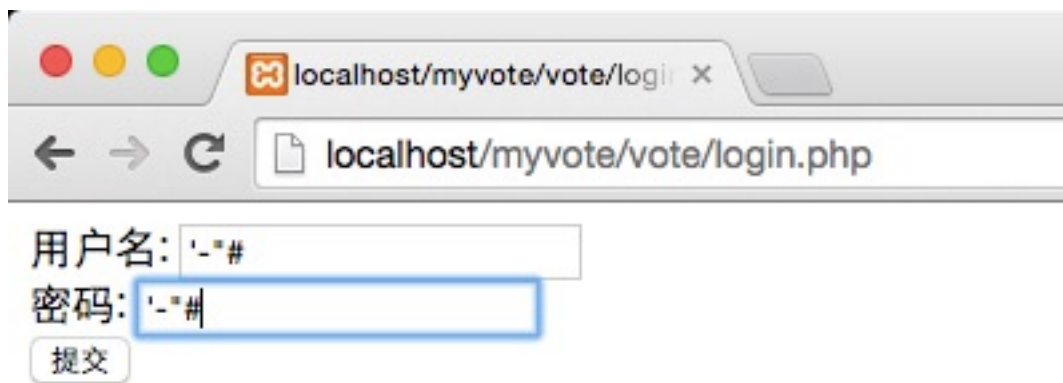 localhost/myvote/vote/logi
localhost/myvote/vote/login.php
用户名: '-"#
密码: '-"#
提交